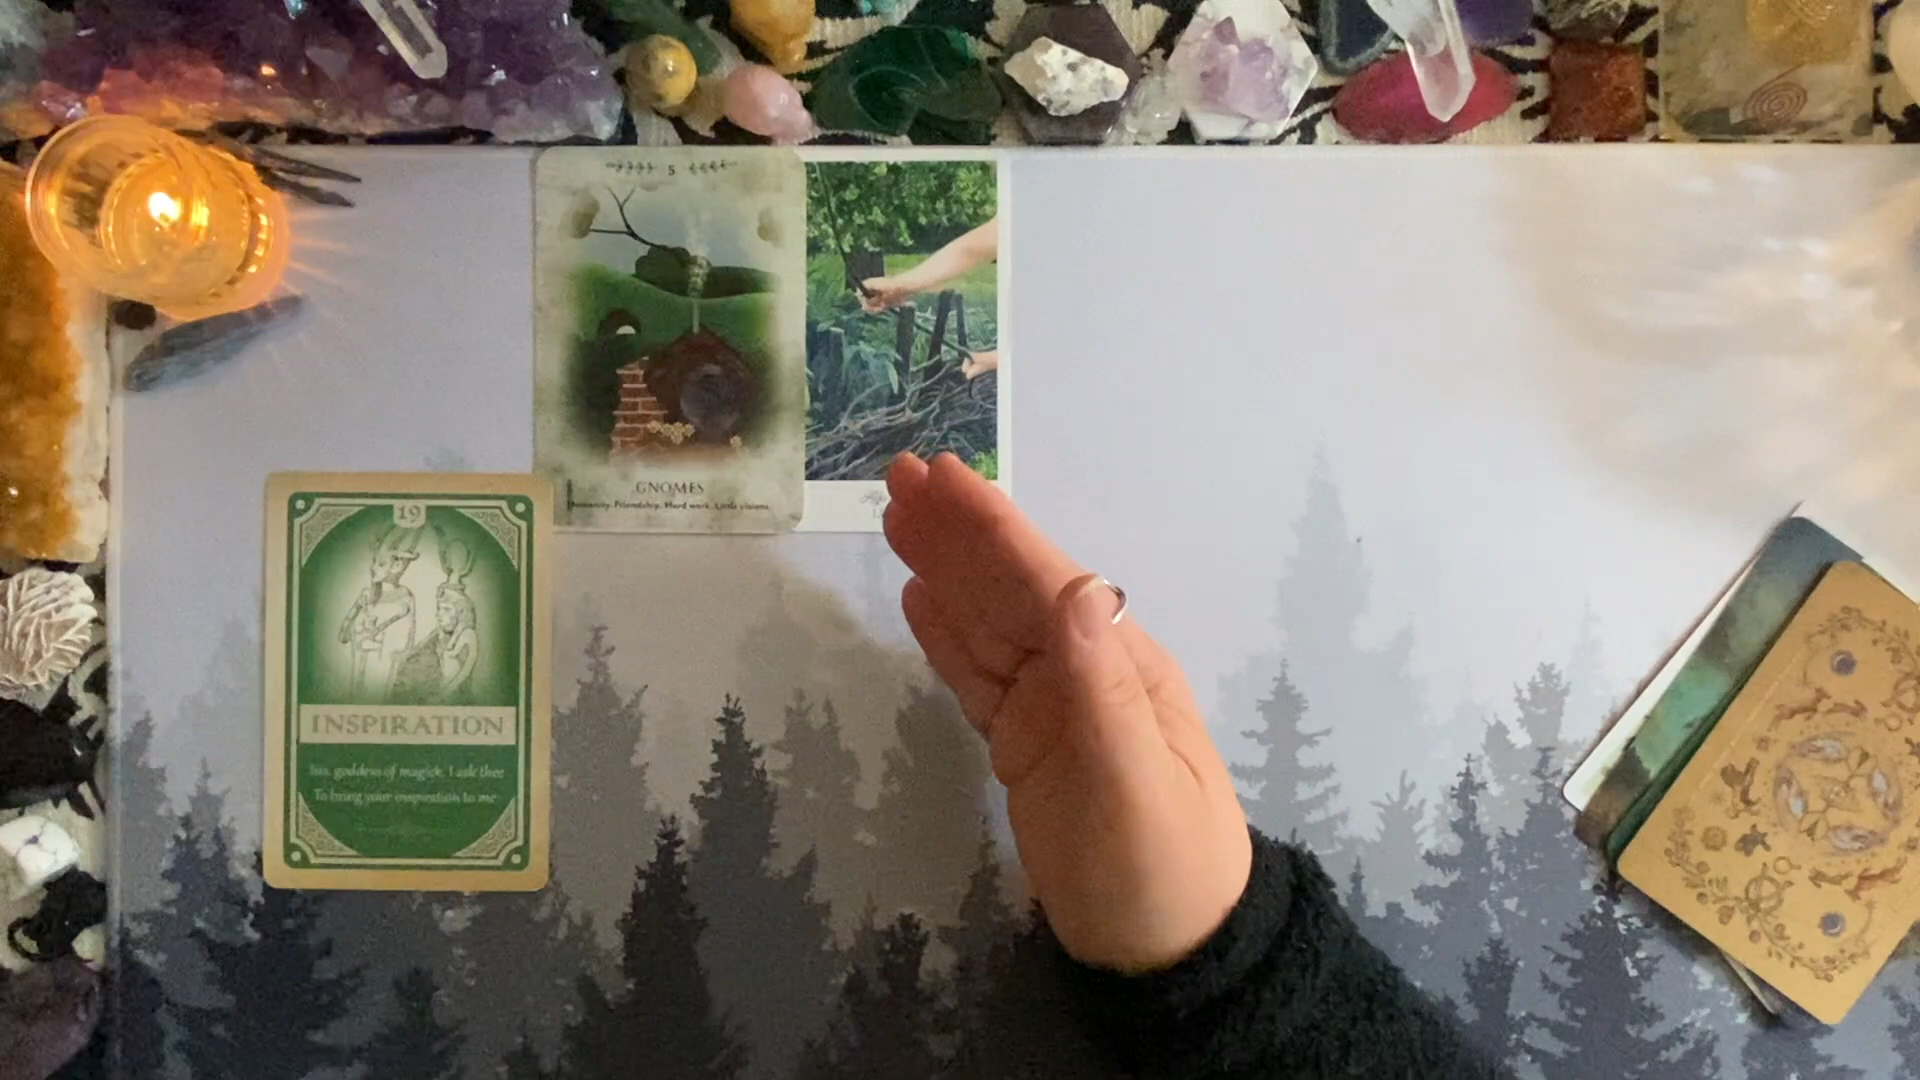 5
GNOMES
Humanity. Friendship. Hard work. Little visions.
19
INSPIRATION
Isis, goddess of magick, I ask thee
To bring your inspiration to me